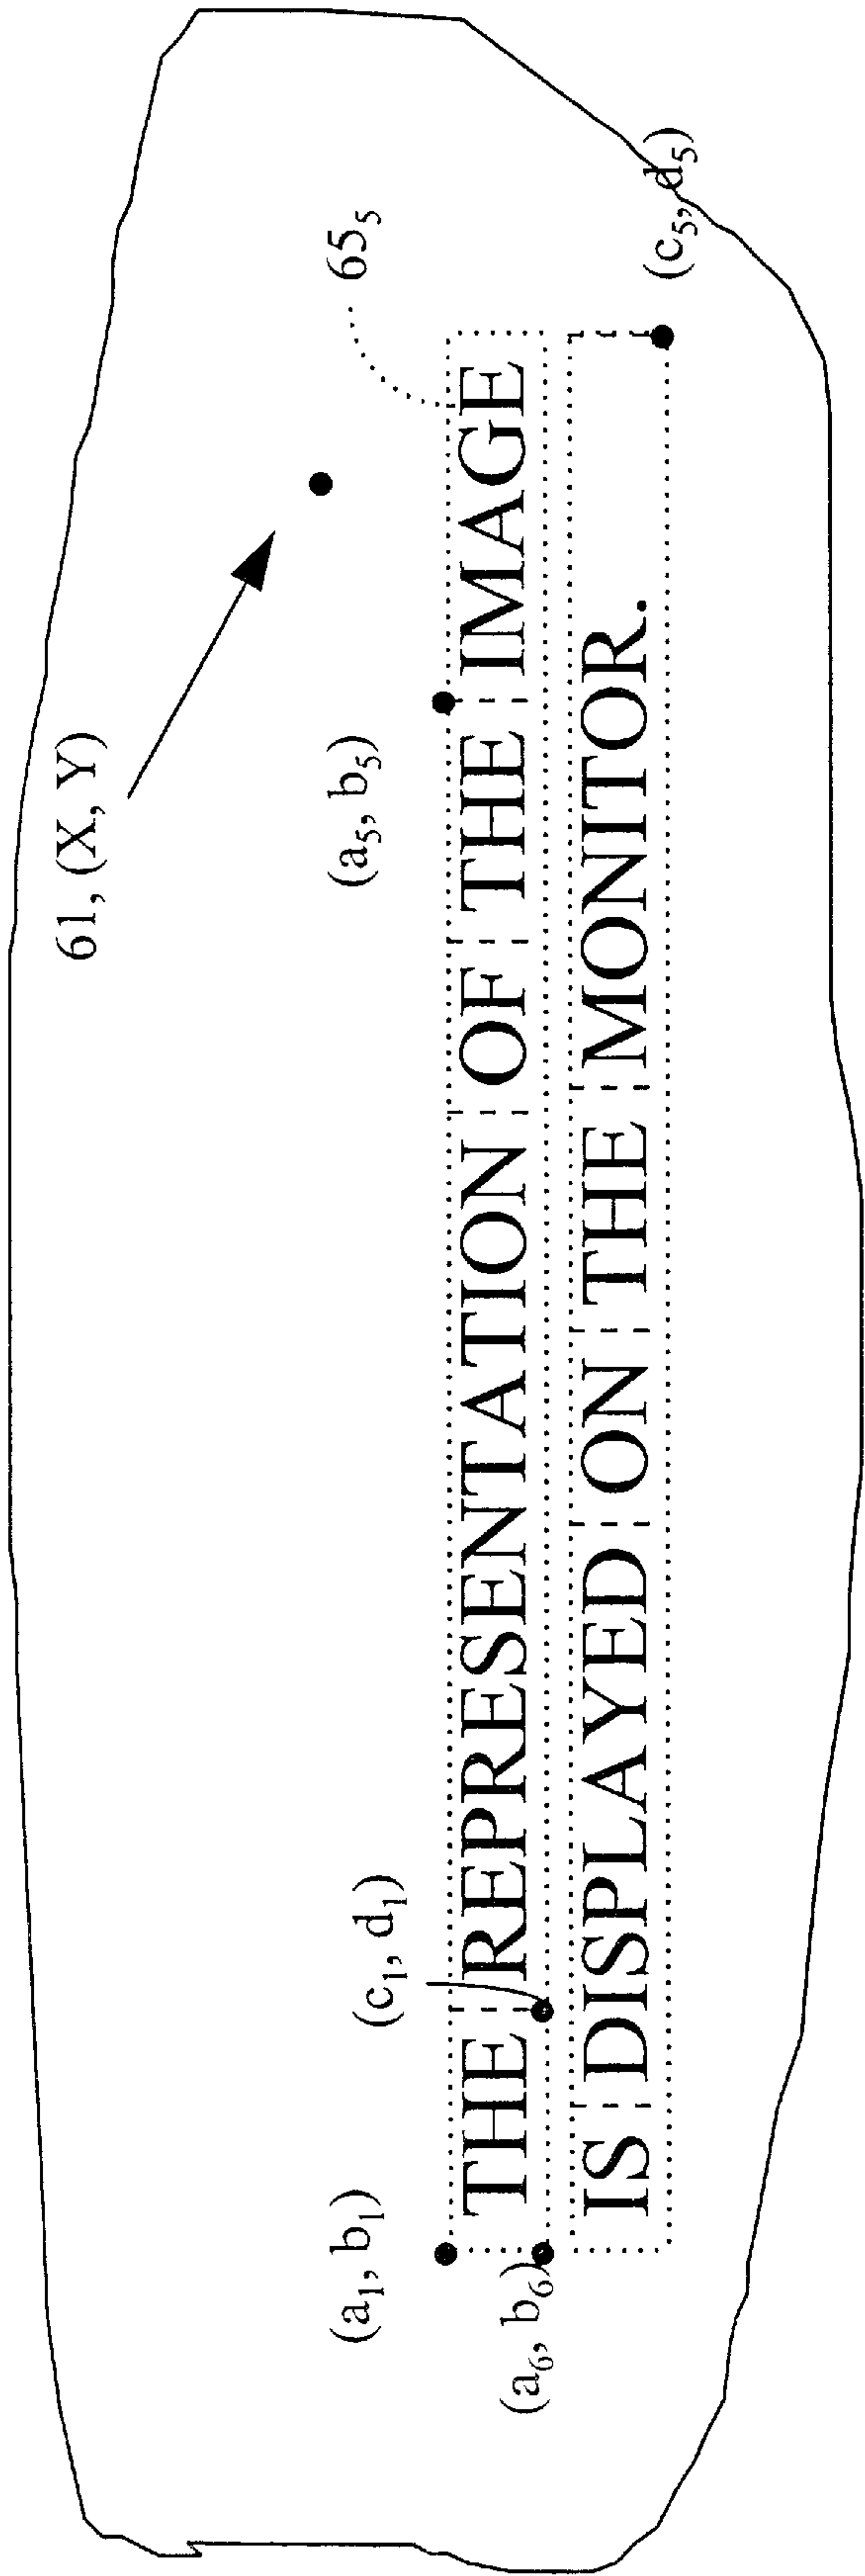 61, (X, Y)
65₅
(a₁, b₁)
(c₁, d₁)
(a₅, b₅)
THE REPRESENTATION OF THE IMAGE
(a₆, b₆)
IS DISPLAYED ON THE MONITOR.
(c₅, d₅)